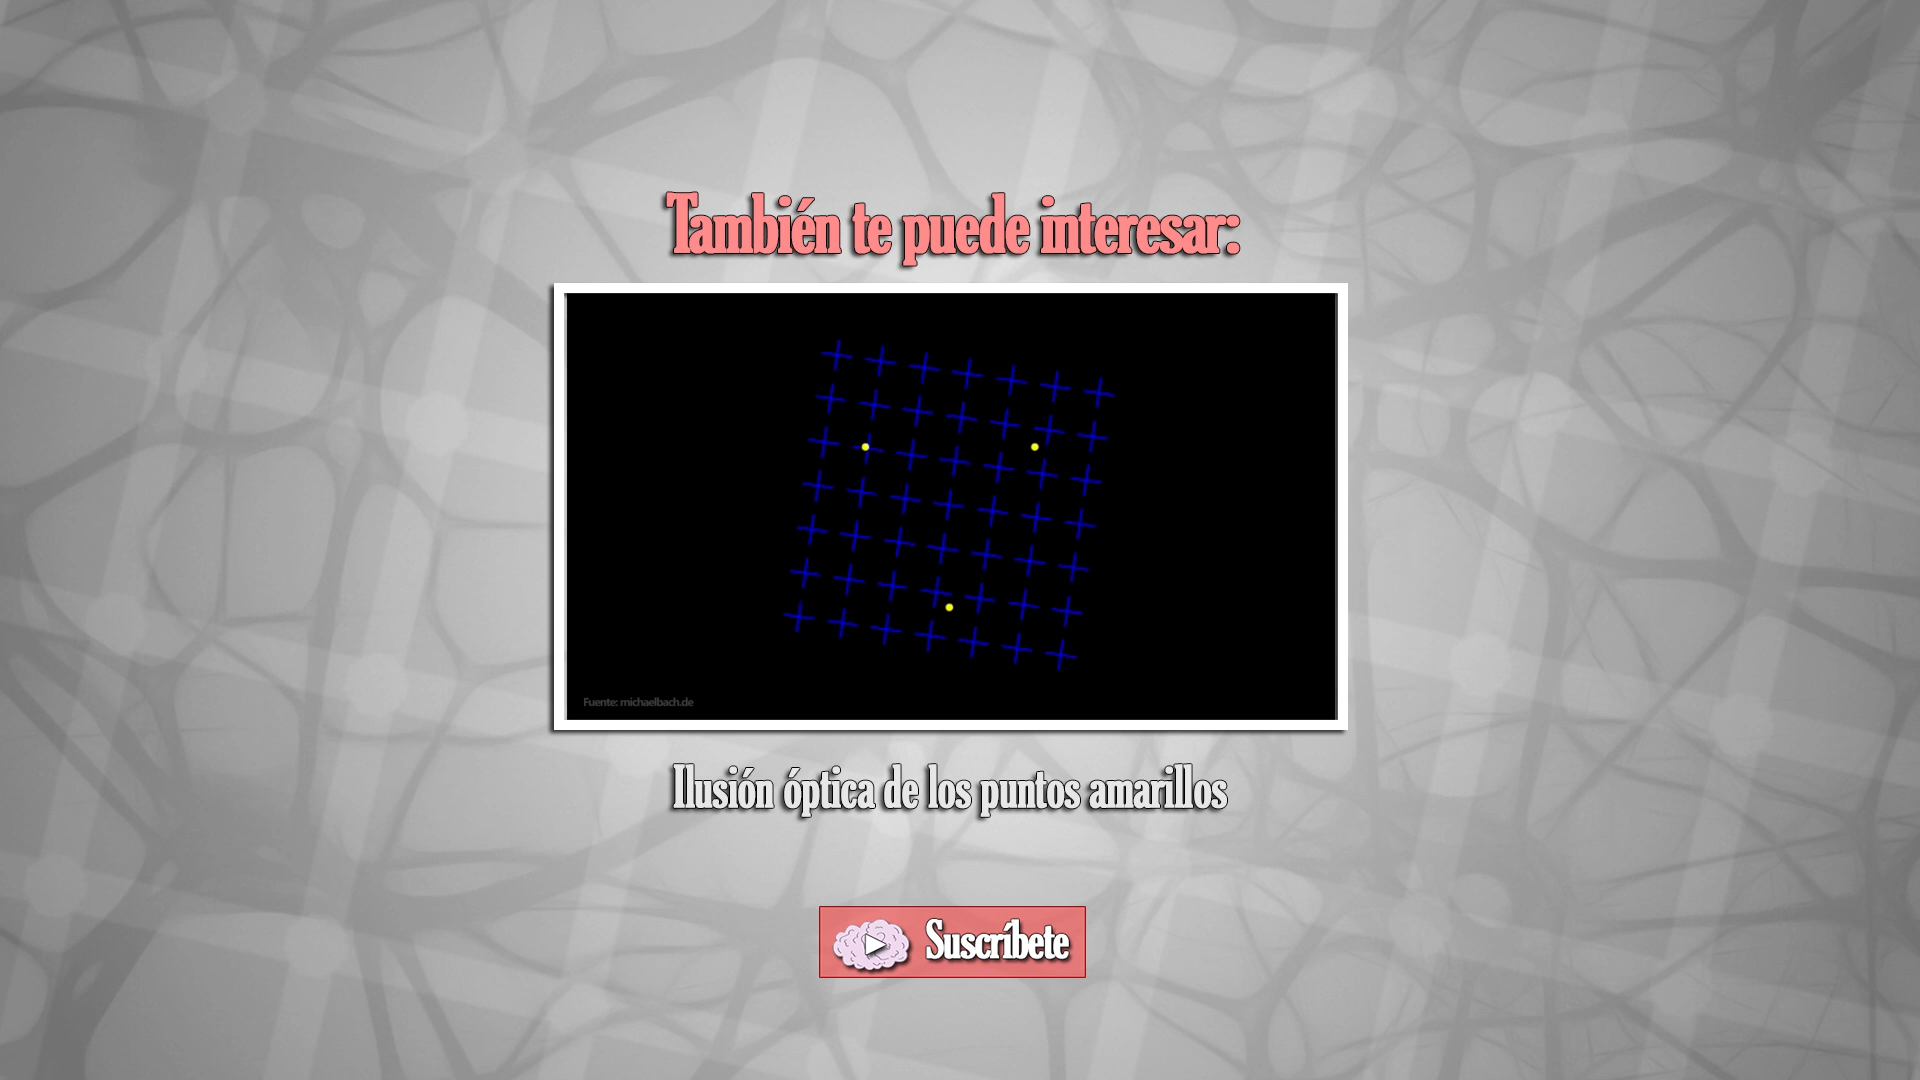 También te puede interesar:
Fuente: michaelbach.de
Ilusión óptica de los puntos amarillos
Suscríbete